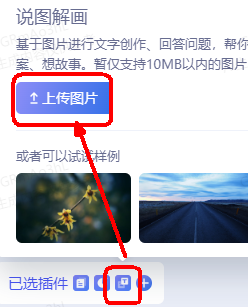 说图解画
基于图片进行文字创作、回答问题，帮你
案、想故事。暂仅支持10MB以内的图片
上传图片
或者可以试试样例
已选插件